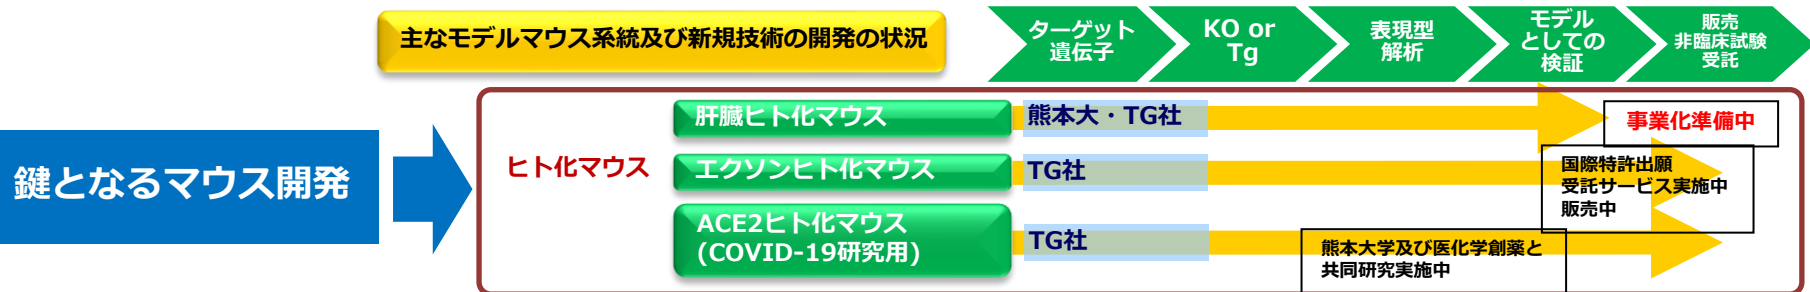 主なモデルマウス系統及び新規技術の開発の状況
ターゲット
遺伝子
KO or
Tg
表現型
解析
モデル
としての
検証
販売
非臨床試験
受託
鍵となるマウス開発
ヒト化マウス
肝臓ヒト化マウス
熊本大・TG社
事業化準備中
エクソンヒト化マウス
TG社
国際特許出願
受託サービス実施中
販売中
ACE2ヒト化マウス
(COVID-19研究用)
TG社
熊本大学及び医化学創薬と
共同研究実施中